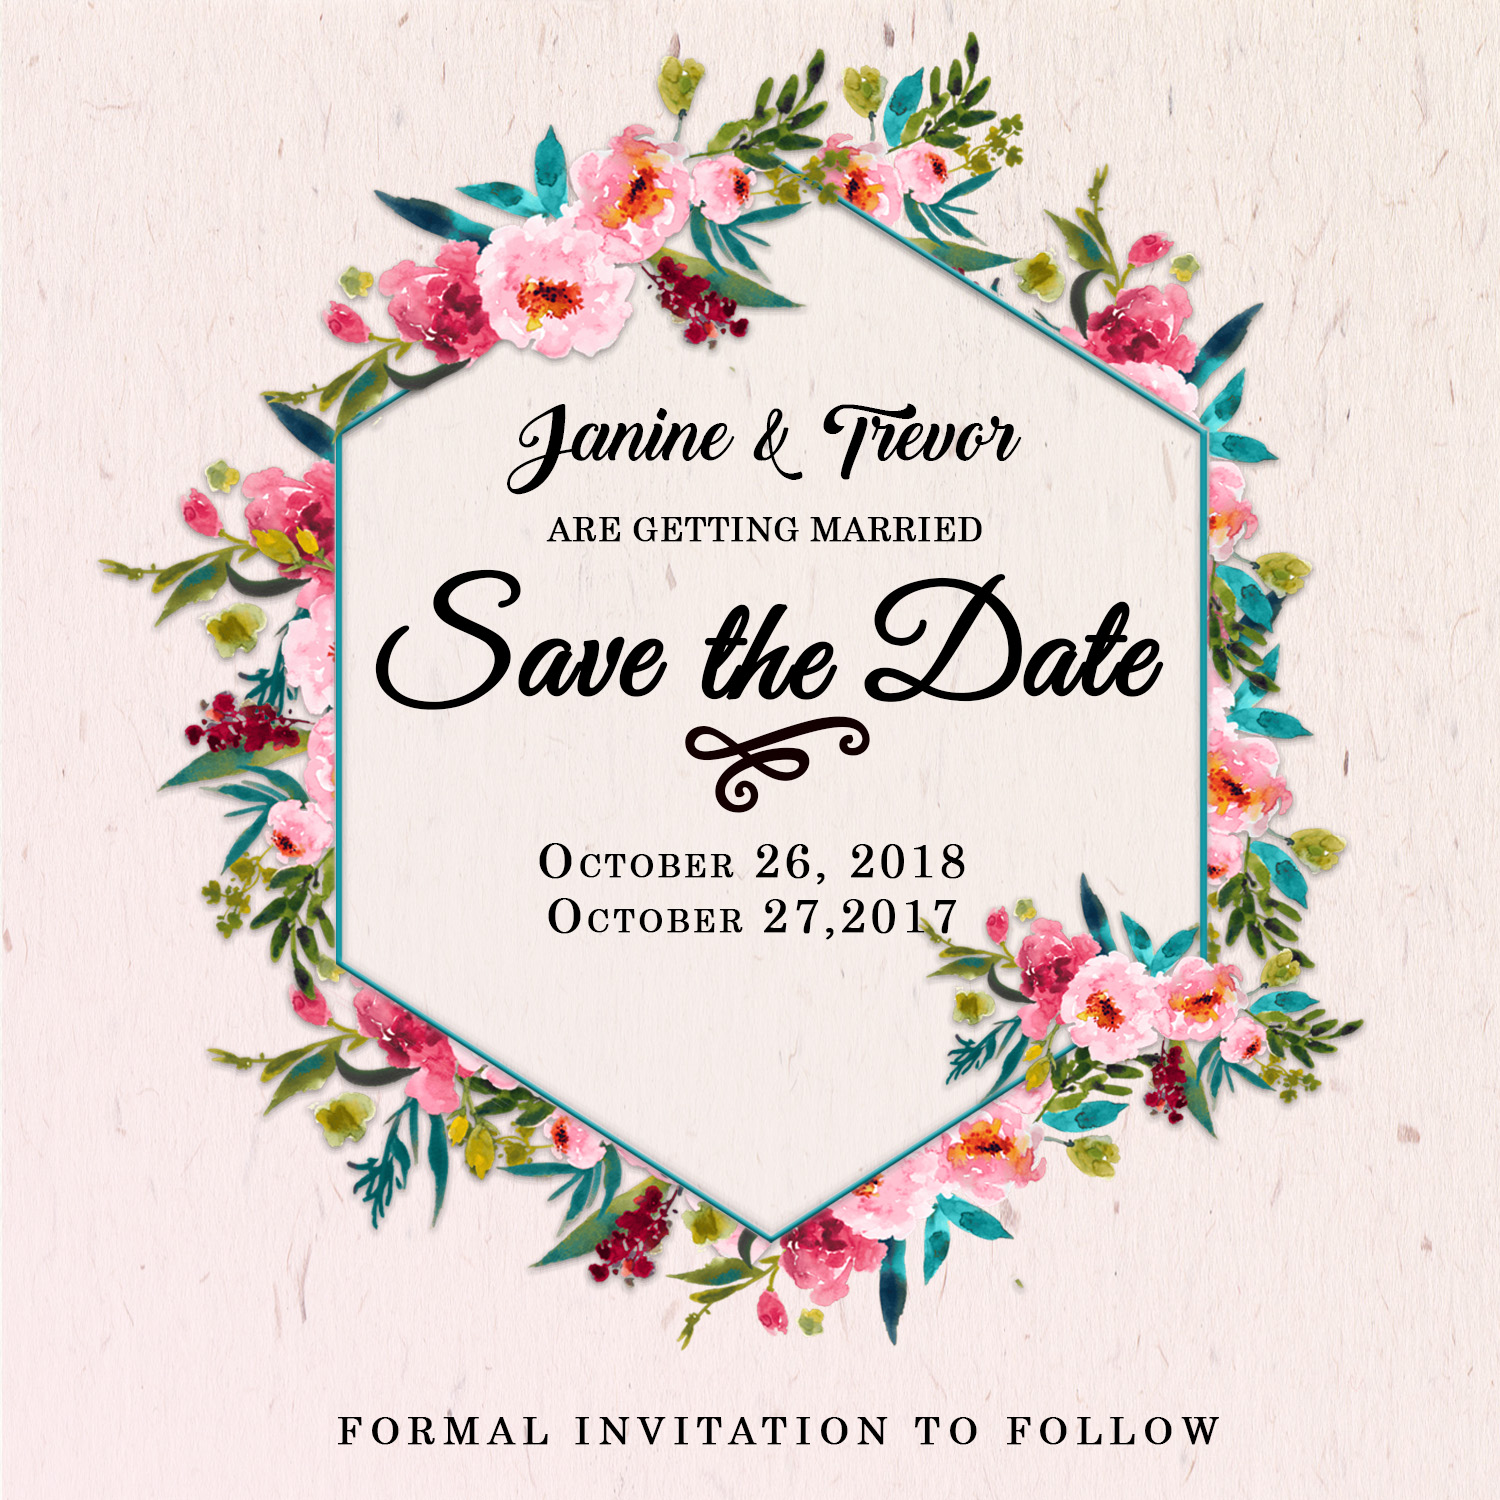 Janine & Trevor
ARE GETTING MARRIED
Save the Date
October 26, 2018
October 27,2017
FORMAL INVITATION TO FOLLOW